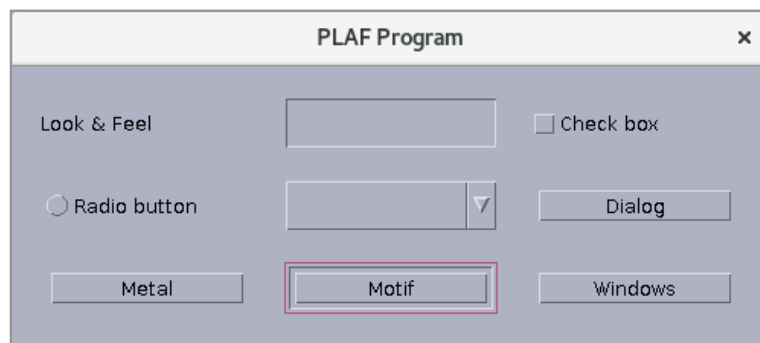 PLAF Program
Look & Feel
Check box
Radio button
Dialog
Metal
Motif
Windows